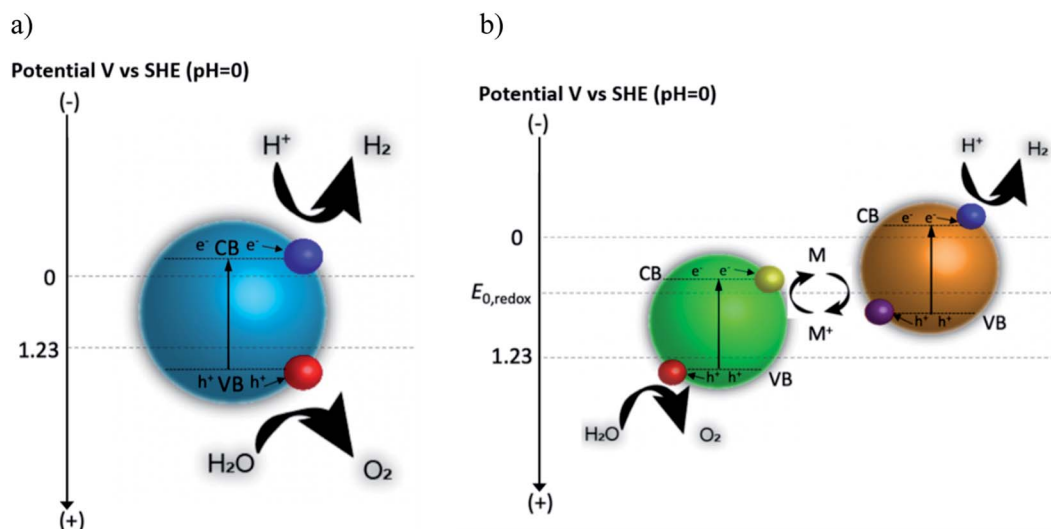 a)
Potential V vs SHE (pH=0)
(-)
H⁺ H₂
e⁻ CB e⁻
0
1.23
h⁺ VB h⁺
H₂O O₂
(+)
b)
Potential V vs SHE (pH=0)
(-)
H⁺ H₂
CB e⁻ e⁻
0
M
CB e⁻ e⁻
E₀,redox
h⁺ h⁺ VB
M⁺
1.23
h⁺ h⁺ VB
H₂O O₂
(+)